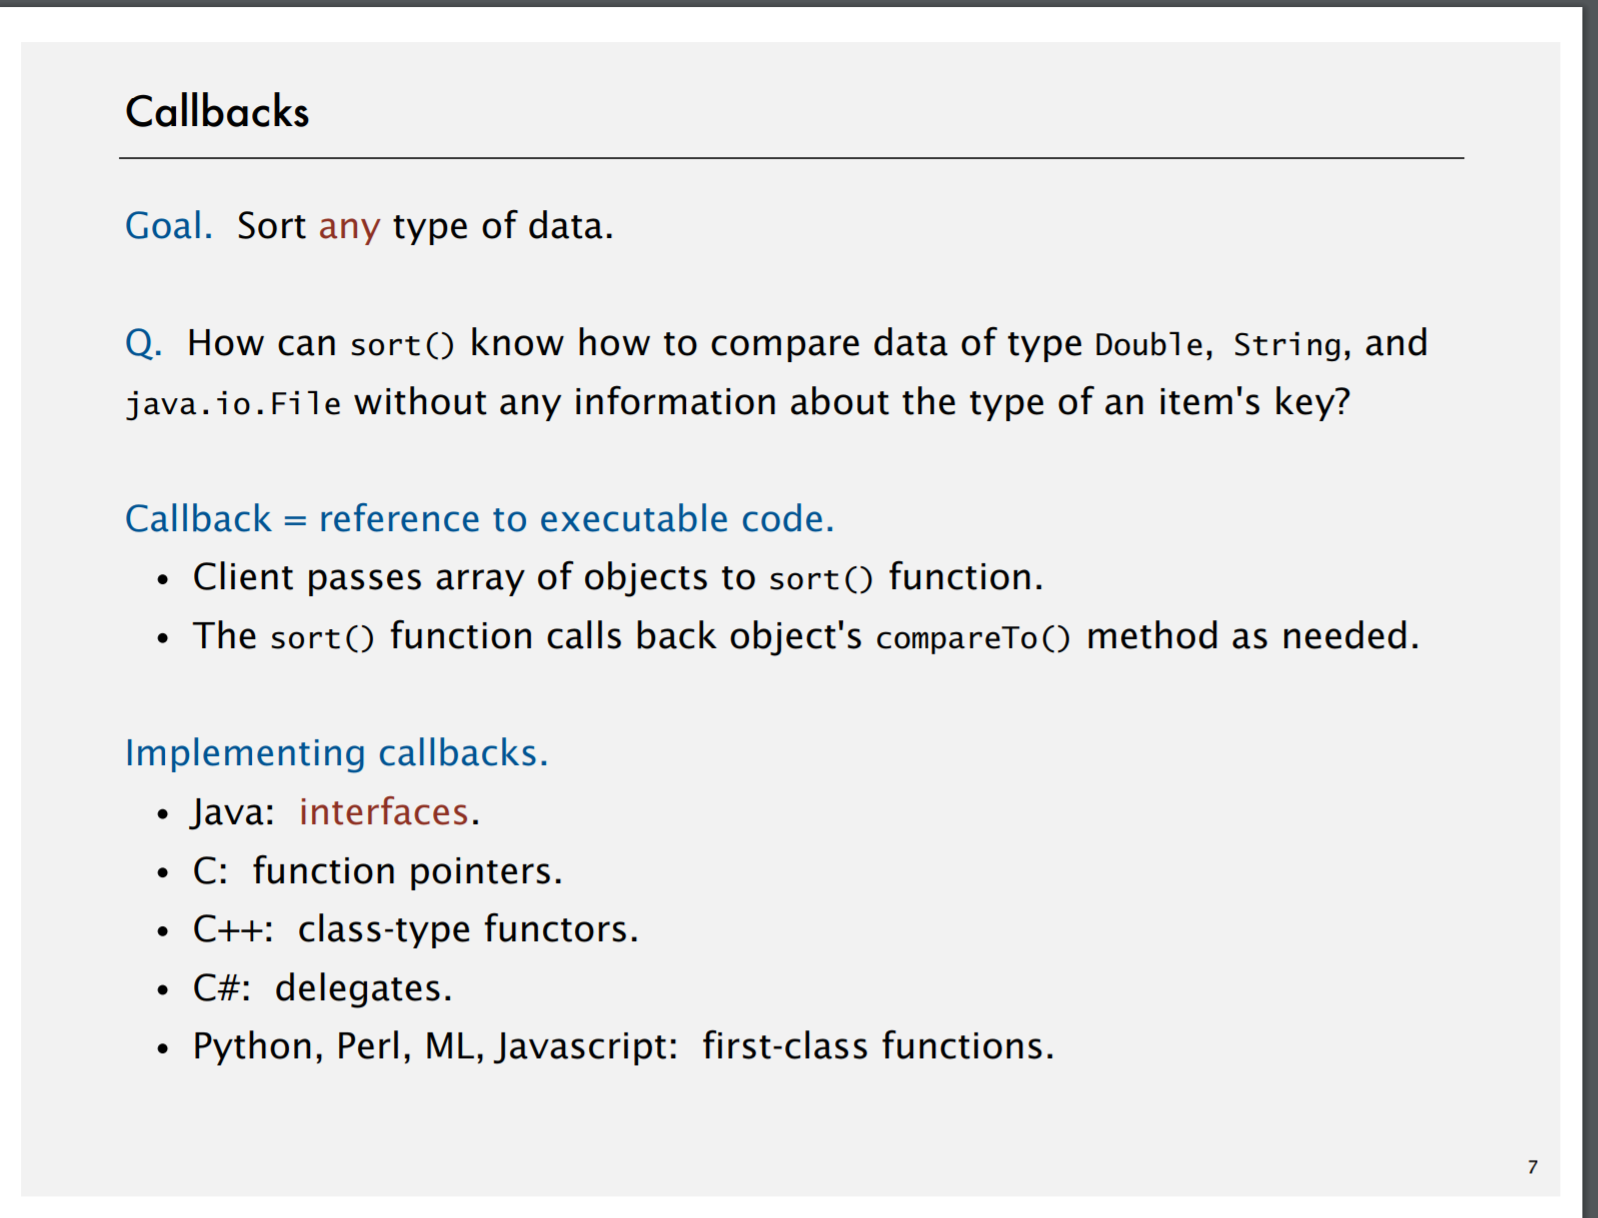 Callbacks
Goal. Sort any type of data.
Q. How can sort() know how to compare data of type Double, String, and
java.io.File without any information about the type of an item's key?
Callback = reference to executable code.
• Client passes array of objects to sort() function.
• The sort() function calls back object's compareTo() method as needed.
Implementing callbacks.
• Java: interfaces.
• C: function pointers.
• C++: class-type functors.
• C#: delegates.
• Python, Perl, ML, Javascript: first-class functions.
7